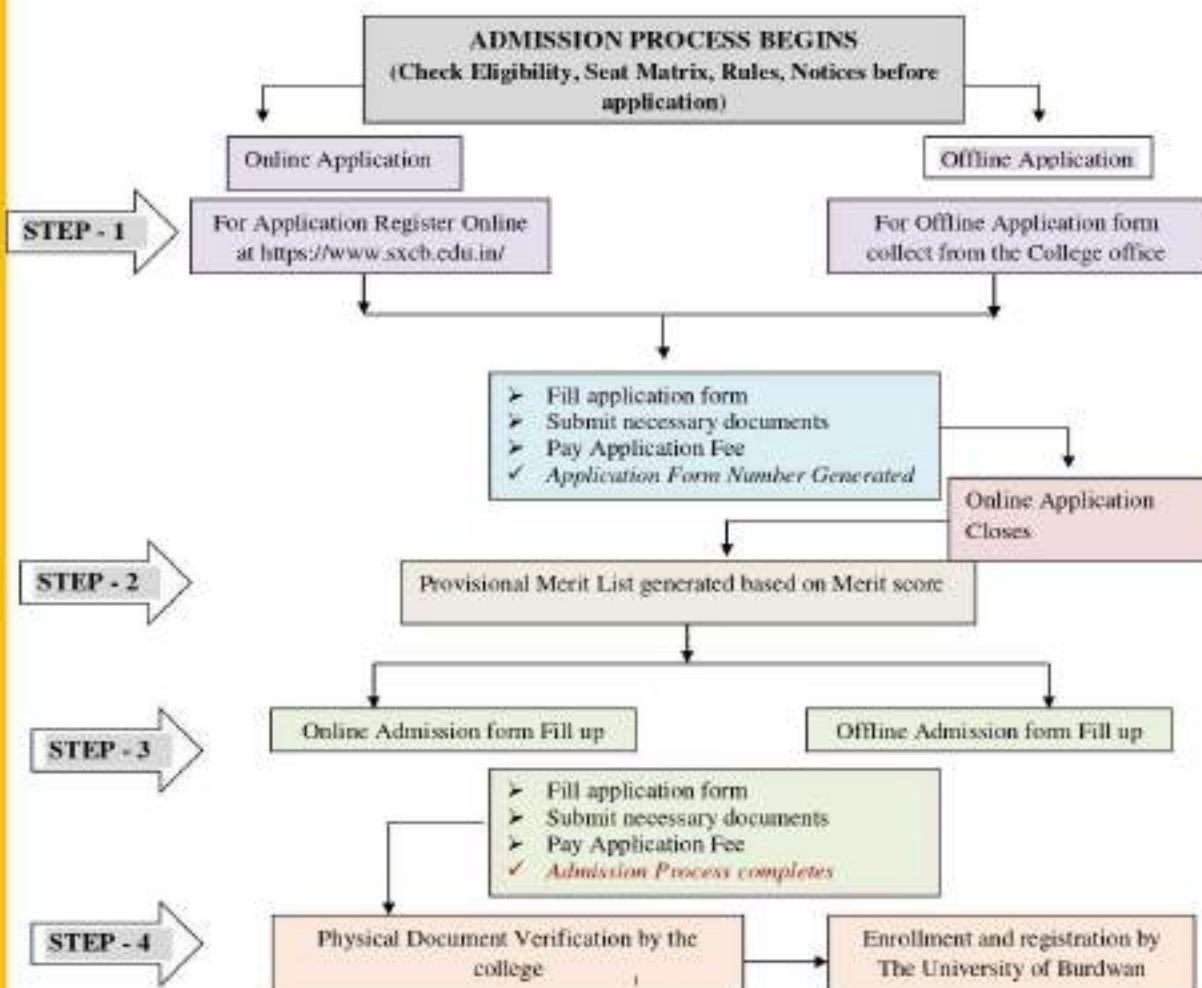 ADMISSION PROCESS BEGINS
(Check Eligibility, Seat Matrix, Rules, Notices before
application)
Online Application
Offline Application
STEP - 1
For Application Register Online
at https://www.sxcb.edu.in/
For Offline Application form
collect from the College office
➢ Fill application form
➢ Submit necessary documents
➢ Pay Application Fee
✓ Application Form Number Generated
Online Application
Closes
STEP - 2
Provisional Merit List generated based on Merit score
STEP - 3
Online Admission form Fill up
Offline Admission form Fill up
➢ Fill application form
➢ Submit necessary documents
➢ Pay Application Fee
✓ Admission Process completes
STEP - 4
Physical Document Verification by the
college
Enrollment and registration by
The University of Burdwan